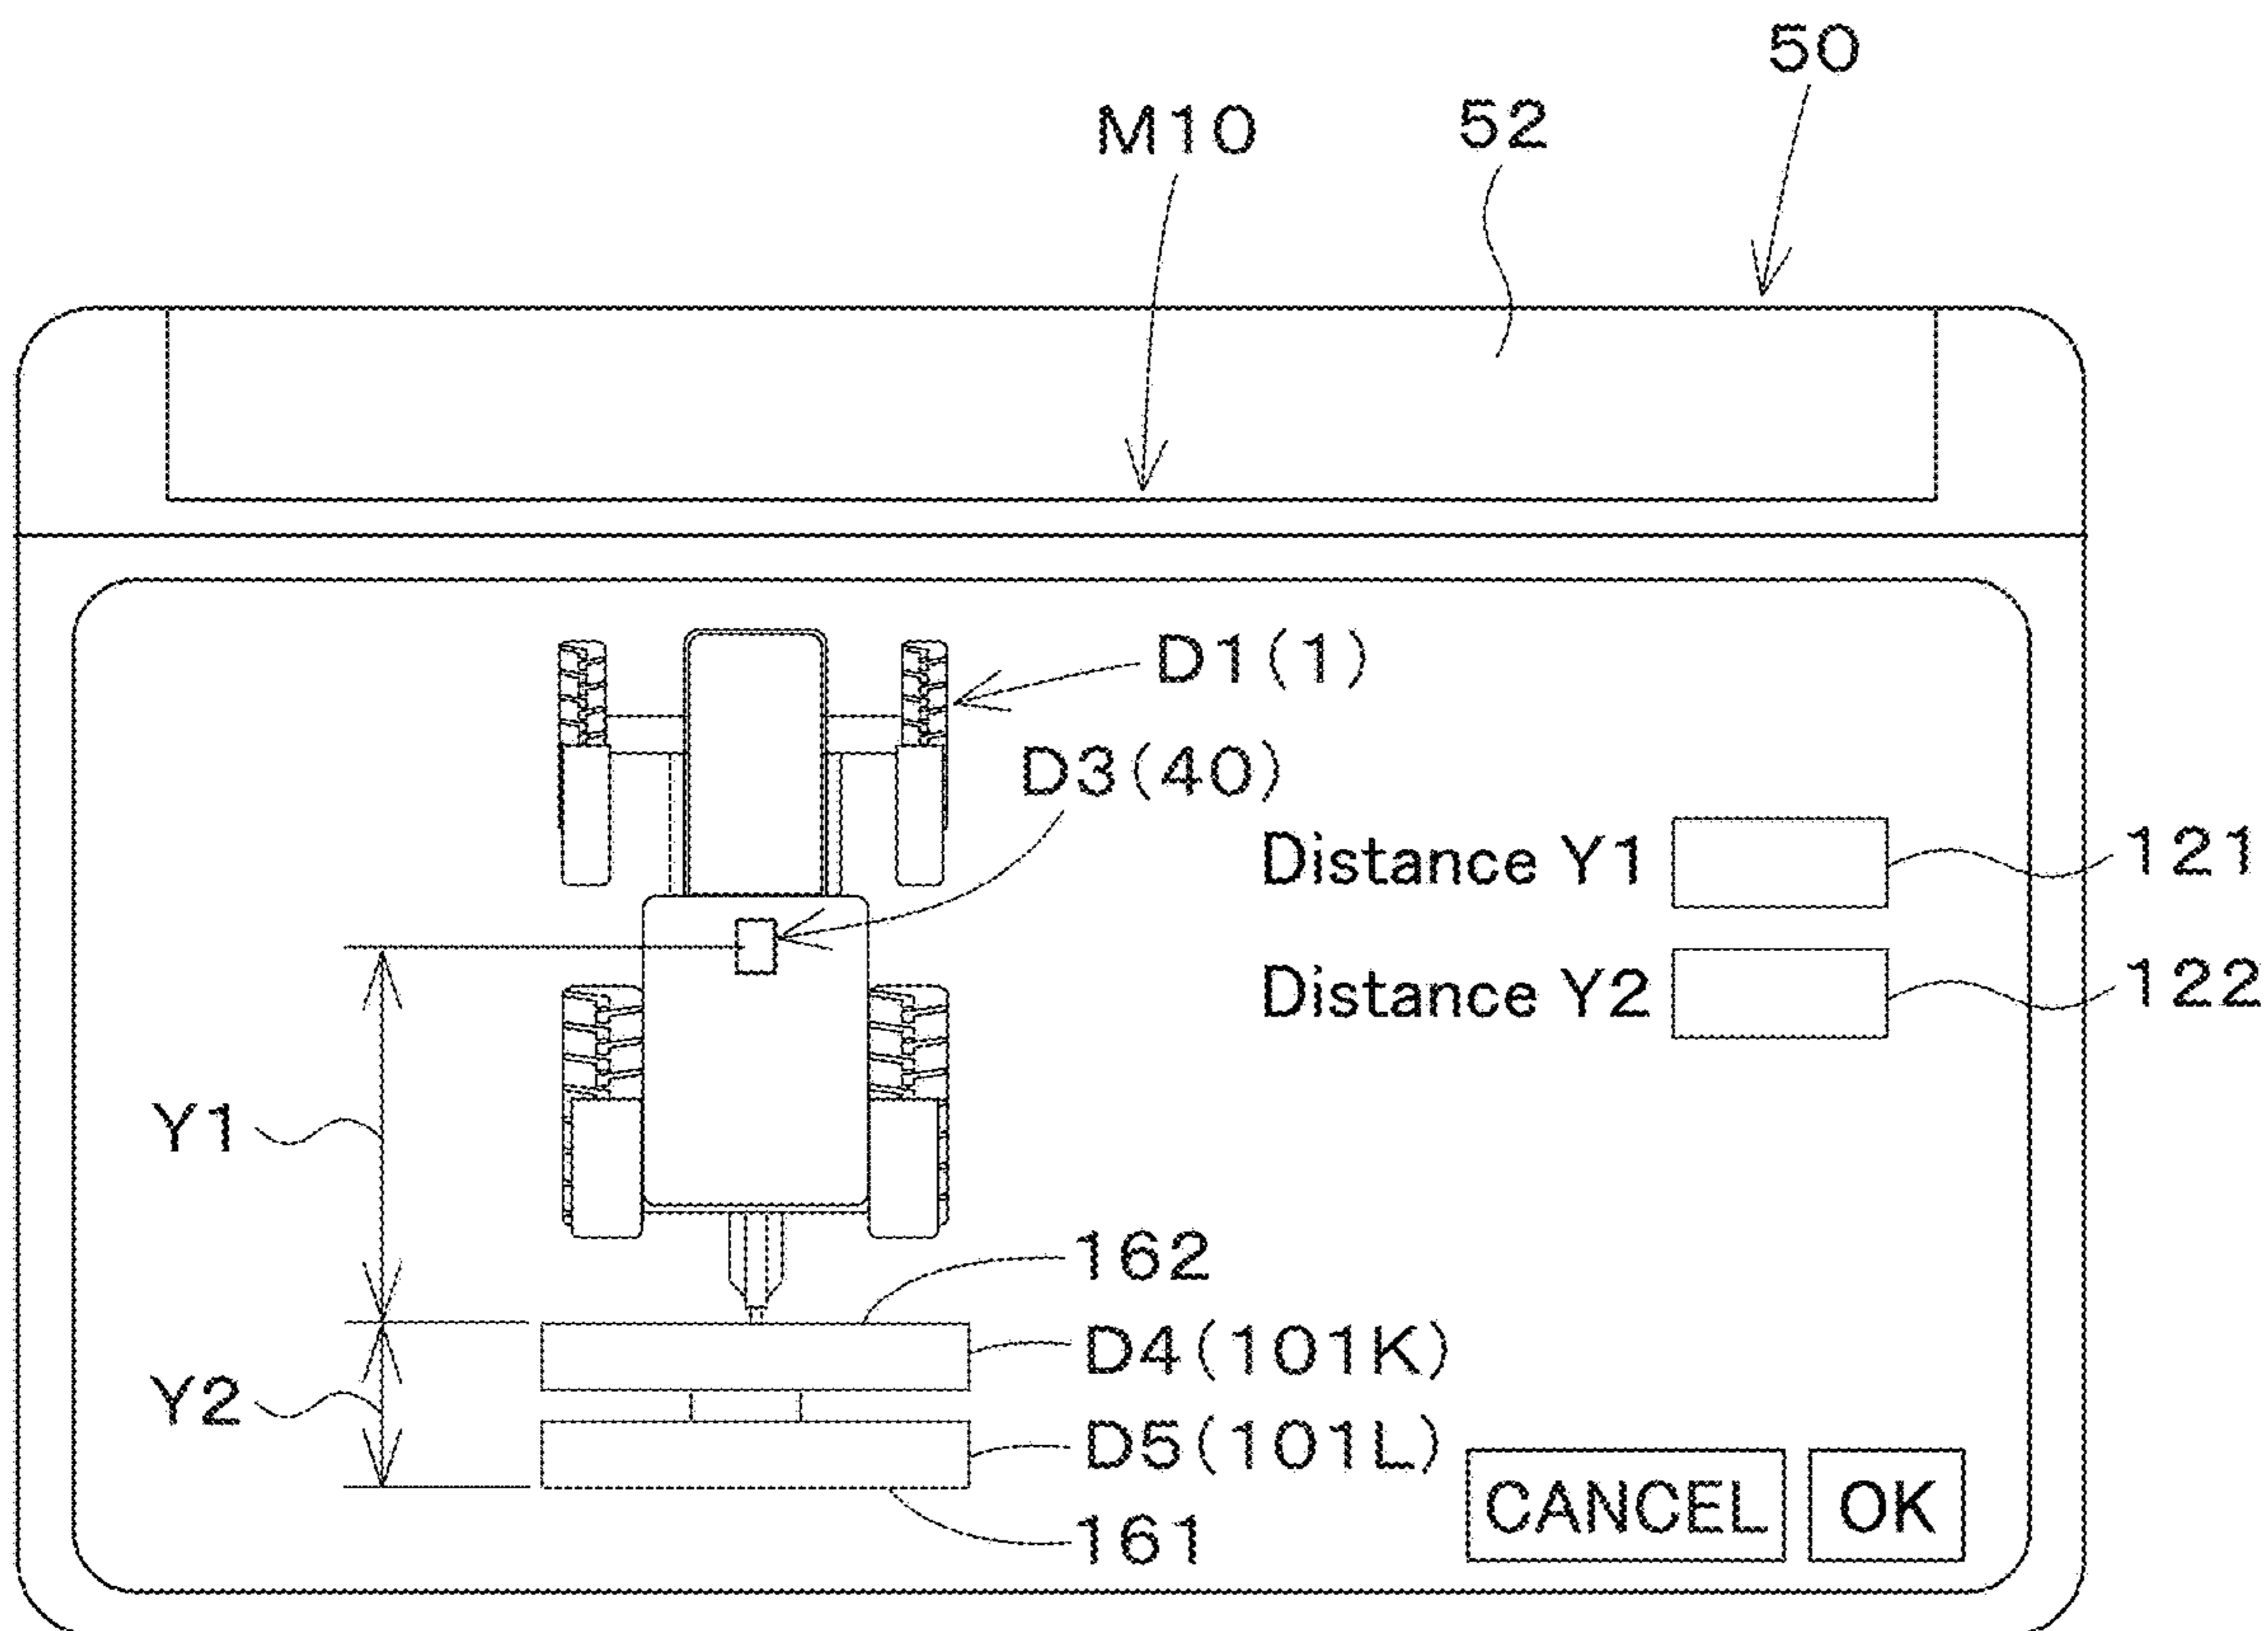 50
M10
52
D1(1)
D3(40)
Distance Y1
121
Distance Y2
122
Y1
162
D4(101K)
Y2
D5(101L)
161
CANCEL
OK